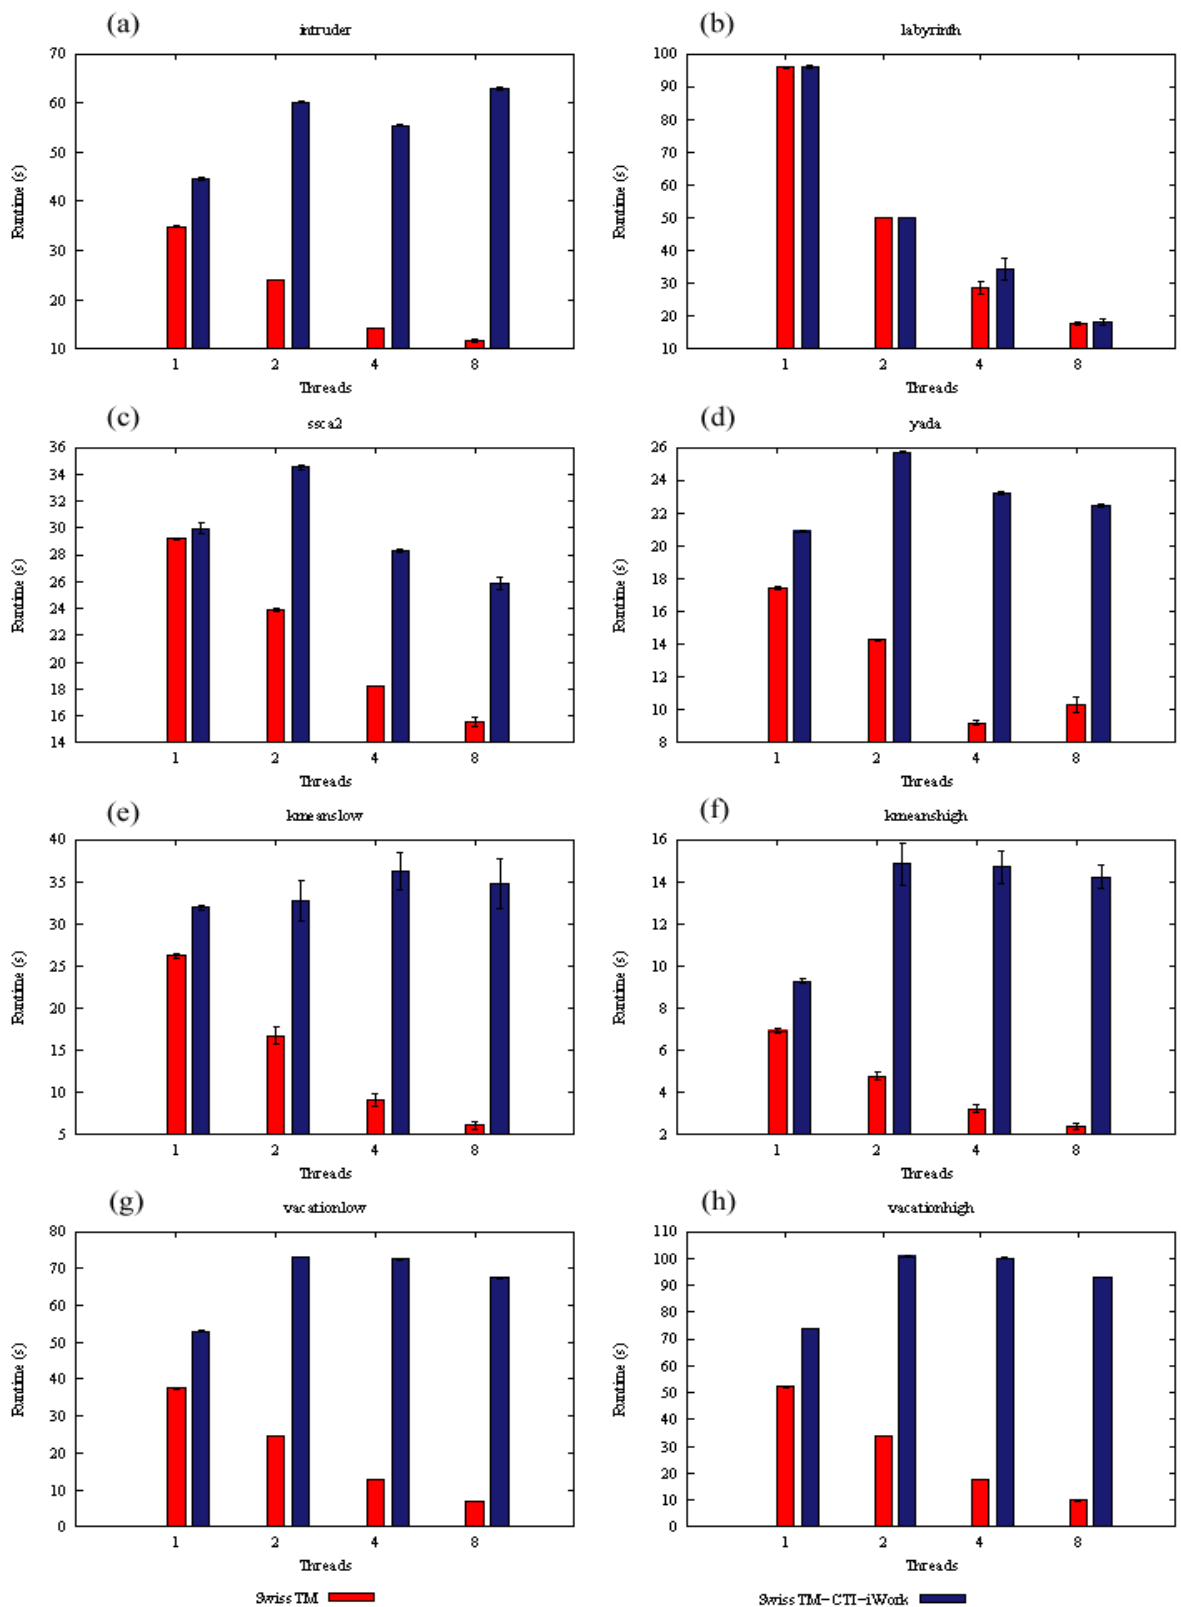 (a) intruder
70
60
50
40
30
20
10
Runtime (s)
1 2 4 8
Threads
(b) labyrinth
100
90
80
70
60
50
40
30
20
10
Runtime (s)
1 2 4 8
Threads
(c) ssca2
36
34
32
30
28
26
24
22
20
18
16
14
Runtime (s)
1 2 4 8
Threads
(d) yada
26
24
22
20
18
16
14
12
10
8
Runtime (s)
1 2 4 8
Threads
(e) kmeanslow
40
35
30
25
20
15
10
5
Runtime (s)
1 2 4 8
Threads
(f) kmeanshigh
16
14
12
10
8
6
4
2
Runtime (s)
1 2 4 8
Threads
(g) vacationlow
80
70
60
50
40
30
20
10
0
Runtime (s)
1 2 4 8
Threads
(h) vacationhigh
110
100
90
80
70
60
50
40
30
20
10
0
Runtime (s)
1 2 4 8
Threads
SwissTM
SwissTM-CTI-iWork